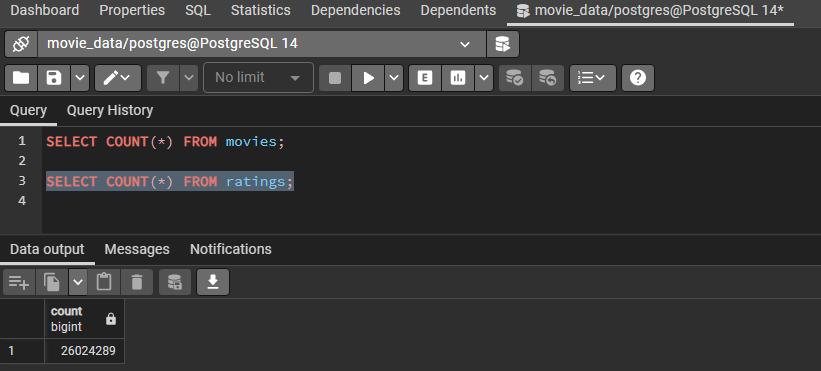 Dashboard Properties SQL Statistics Dependencies Dependents movie_data/postgres@PostgreSQL 14*
movie_data/postgres@PostgreSQL 14
No limit E
Query Query History
1 SELECT COUNT(*) FROM movies;
2
3 SELECT COUNT(*) FROM ratings;
4
Data output Messages Notifications
count
bigint
1 26024289